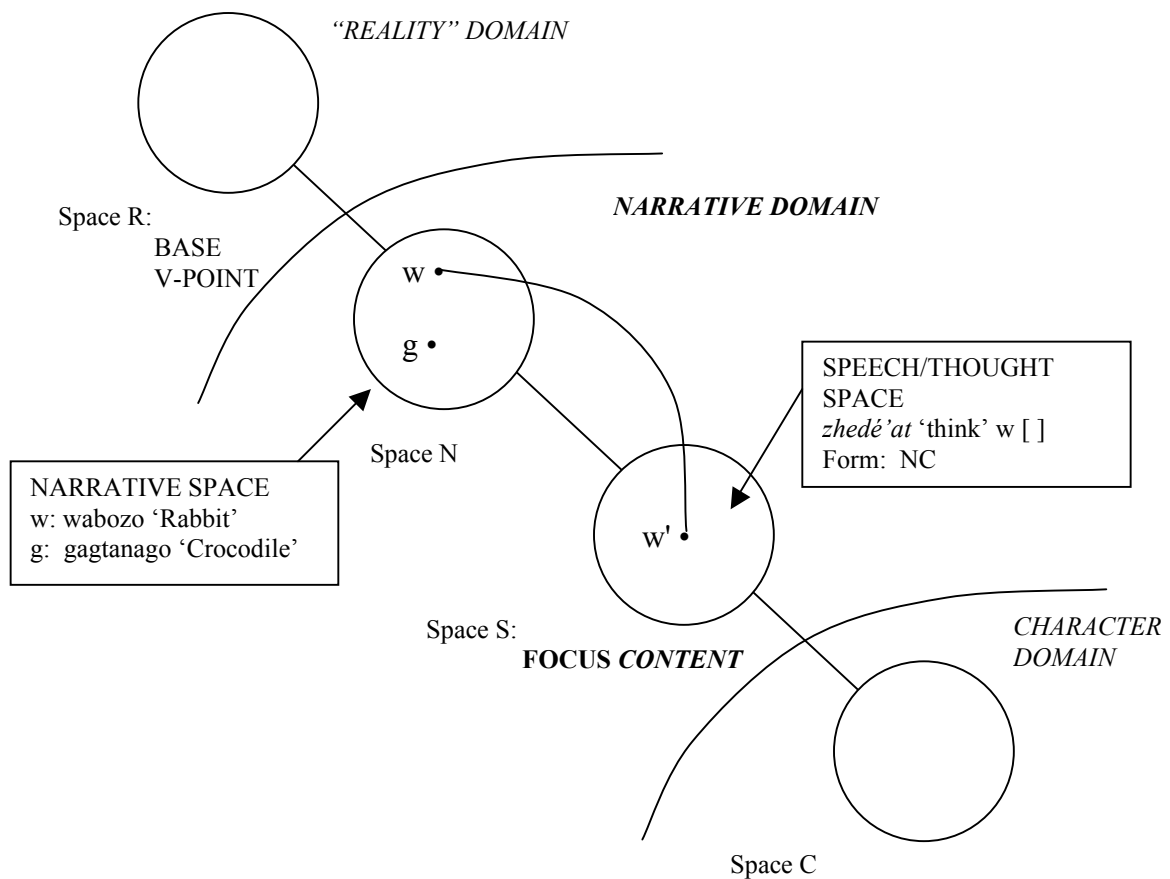 “REALITY” DOMAIN
Space R:
BASE
V-POINT
NARRATIVE DOMAIN
w
g
Space N
NARRATIVE SPACE
w: wabozo ‘Rabbit’
g: gagtanago ‘Crocodile’
SPEECH/THOUGHT
SPACE
zhedé’at ‘think’ w [ ]
Form: NC
w'
Space S:
FOCUS CONTENT
CHARACTER
DOMAIN
Space C